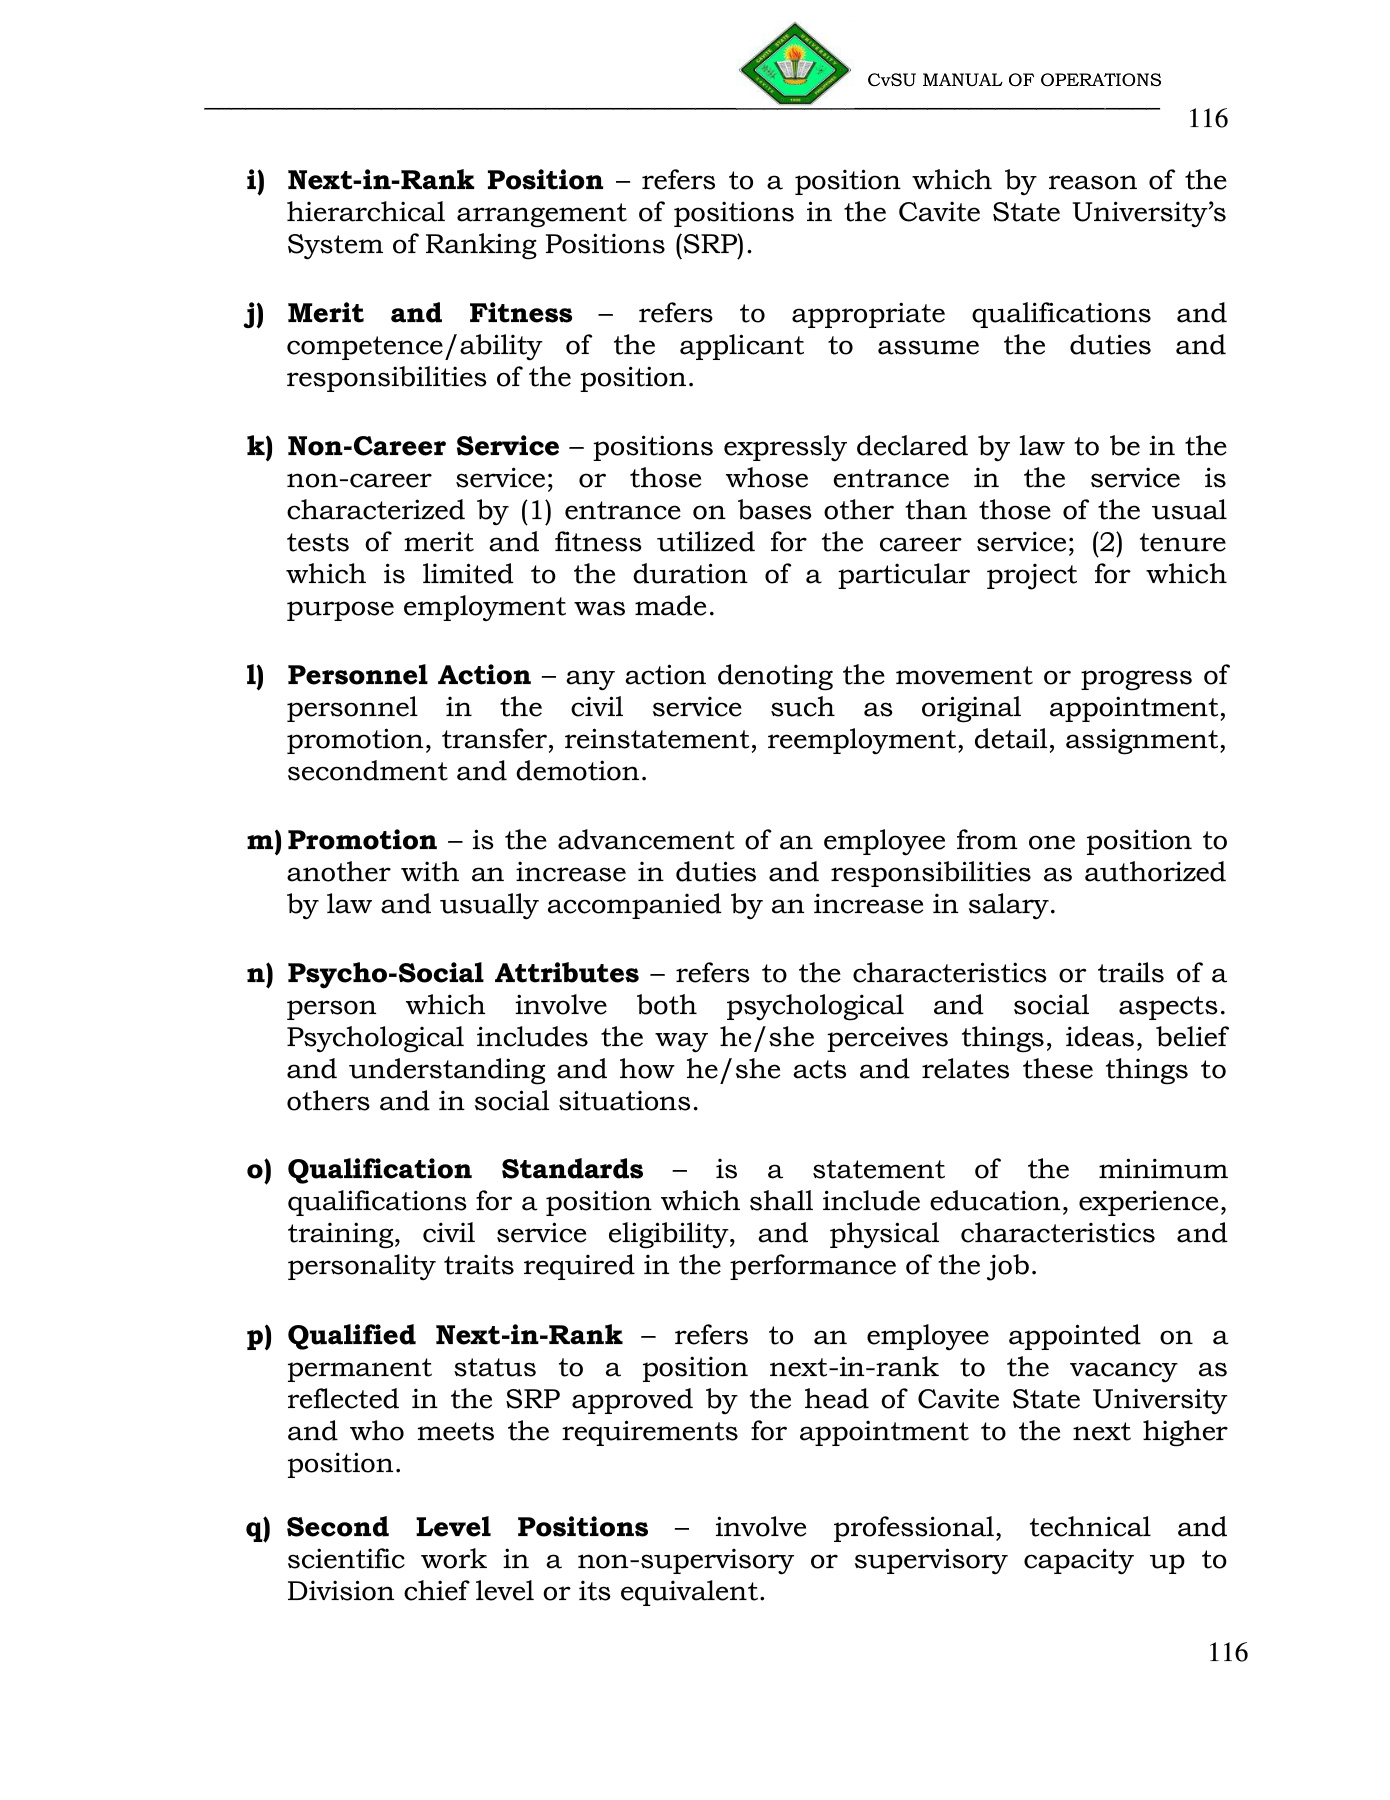 CvSU MANUAL OF OPERATIONS
116
i) Next-in-Rank Position – refers to a position which by reason of the
hierarchical arrangement of positions in the Cavite State University’s
System of Ranking Positions (SRP).
j) Merit and Fitness – refers to appropriate qualifications and
competence/ability of the applicant to assume the duties and
responsibilities of the position.
k) Non-Career Service – positions expressly declared by law to be in the
non-career service; or those whose entrance in the service is
characterized by (1) entrance on bases other than those of the usual
tests of merit and fitness utilized for the career service; (2) tenure
which is limited to the duration of a particular project for which
purpose employment was made.
l) Personnel Action – any action denoting the movement or progress of
personnel in the civil service such as original appointment,
promotion, transfer, reinstatement, reemployment, detail, assignment,
secondment and demotion.
m) Promotion – is the advancement of an employee from one position to
another with an increase in duties and responsibilities as authorized
by law and usually accompanied by an increase in salary.
n) Psycho-Social Attributes – refers to the characteristics or trails of a
person which involve both psychological and social aspects.
Psychological includes the way he/she perceives things, ideas, belief
and understanding and how he/she acts and relates these things to
others and in social situations.
o) Qualification Standards – is a statement of the minimum
qualifications for a position which shall include education, experience,
training, civil service eligibility, and physical characteristics and
personality traits required in the performance of the job.
p) Qualified Next-in-Rank – refers to an employee appointed on a
permanent status to a position next-in-rank to the vacancy as
reflected in the SRP approved by the head of Cavite State University
and who meets the requirements for appointment to the next higher
position.
q) Second Level Positions – involve professional, technical and
scientific work in a non-supervisory or supervisory capacity up to
Division chief level or its equivalent.
116